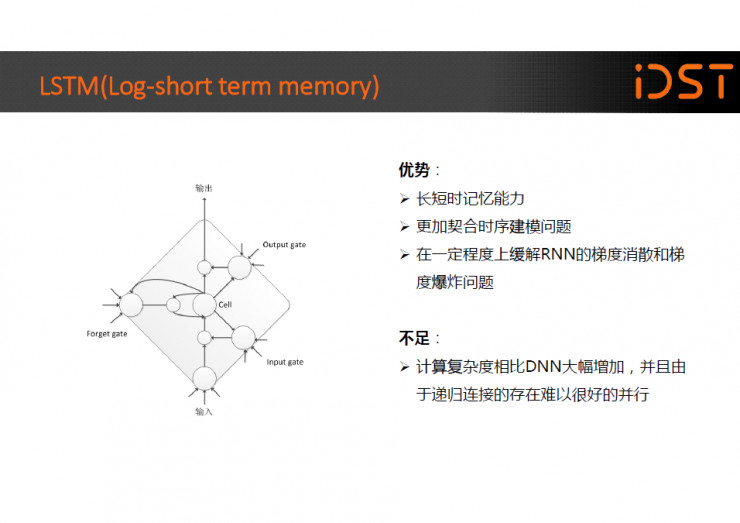 LSTM(Log-short term memory)
iDST
优势：
➢ 长短时记忆能力
➢ 更加契合时序建模问题
➢ 在一定程度上缓解RNN的梯度消散和梯
度爆炸问题
不足：
➢ 计算复杂度相比DNN大幅增加，并且由
于递归连接的存在难以很好的并行
输出
Output gate
Cell
Forget gate
Input gate
输入